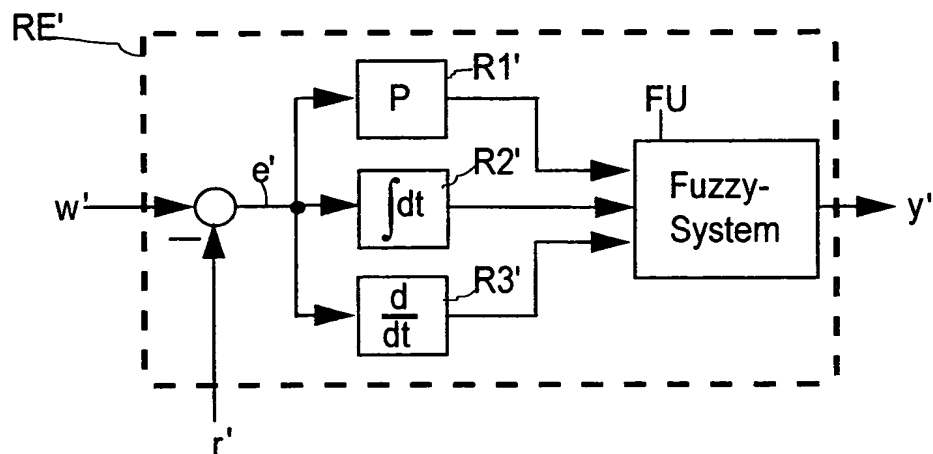 RE'
R1'
P
FU
e'
R2'
Fuzzy-
System
w'
∫dt
y'
–
R3'
d
dt
r'